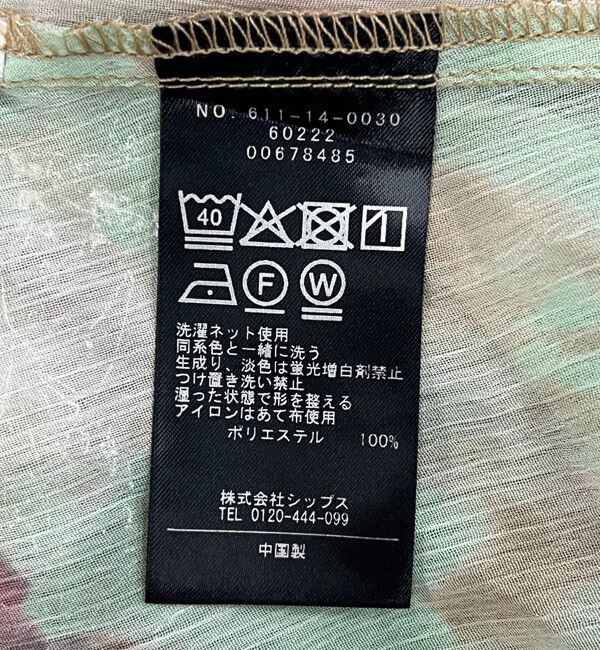 NO. 611-14-0030
60222
00678485
40
F W
洗濯ネット使用
同系色と一緒に洗う
生成り、淡色は蛍光増白剤禁止
つけ置き洗い禁止
湿った状態で形を整える
アイロンはあて布使用
ポリエステル 100%
株式会社シップス
TEL 0120-444-099
中国製